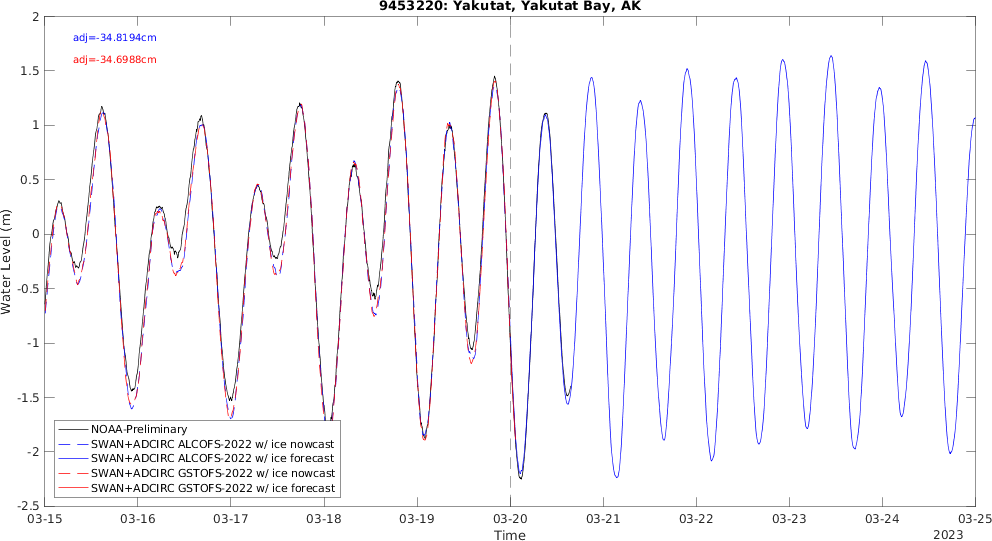 9453220: Yakutat, Yakutat Bay, AK
adj=-34.8194cm
adj=-34.6988cm
Water Level (m)
2
1.5
1
0.5
0
-0.5
-1
-1.5
-2
-2.5
NOAA-Preliminary
SWAN+ADCIRC ALCOFS-2022 w/ ice nowcast
SWAN+ADCIRC ALCOFS-2022 w/ ice forecast
SWAN+ADCIRC GSTOFS-2022 w/ ice nowcast
SWAN+ADCIRC GSTOFS-2022 w/ ice forecast
03-15 03-16 03-17 03-18 03-19 03-20 03-21 03-22 03-23 03-24 03-25
Time
2023